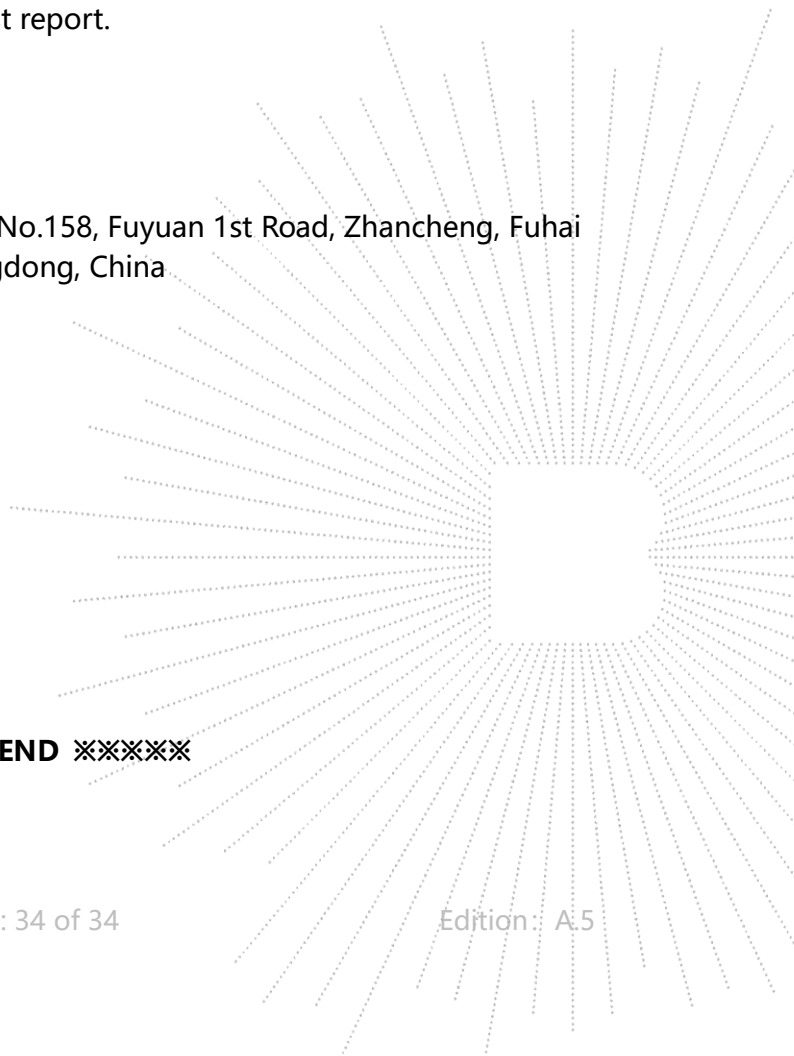 t report.
No.158, Fuyuan 1st Road, Zhancheng, Fuhai
gdong, China
END ※※※※※
: 34 of 34 Edition：A.5